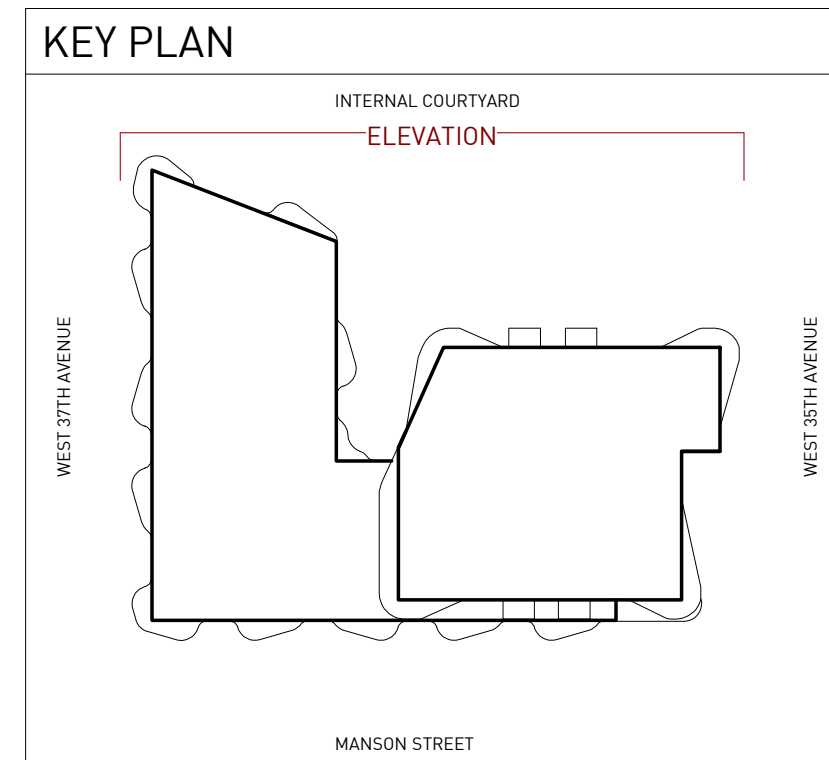 KEY PLAN
INTERNAL COURTYARD
ELEVATION
WEST 37TH AVENUE
WEST 35TH AVENUE
MANSON STREET